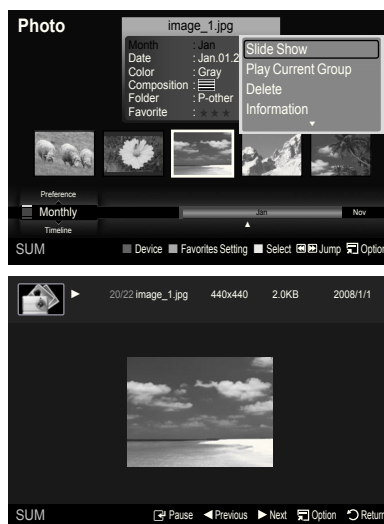 Photo
image_1.jpg
Month : Jan
Date : Jan.01.2
Color : Gray
Composition :
Folder : P-other
Favorite : ★ ★ ★
Slide Show
Play Current Group
Delete
Information
Preference
Monthly
Jan
Nov
Timeline
SUM
Device
Favorites Setting
Select
Jump
Option
20/22 image_1.jpg 440x440 2.0KB 2008/1/1
SUM
Pause
Previous
Next
Option
Return